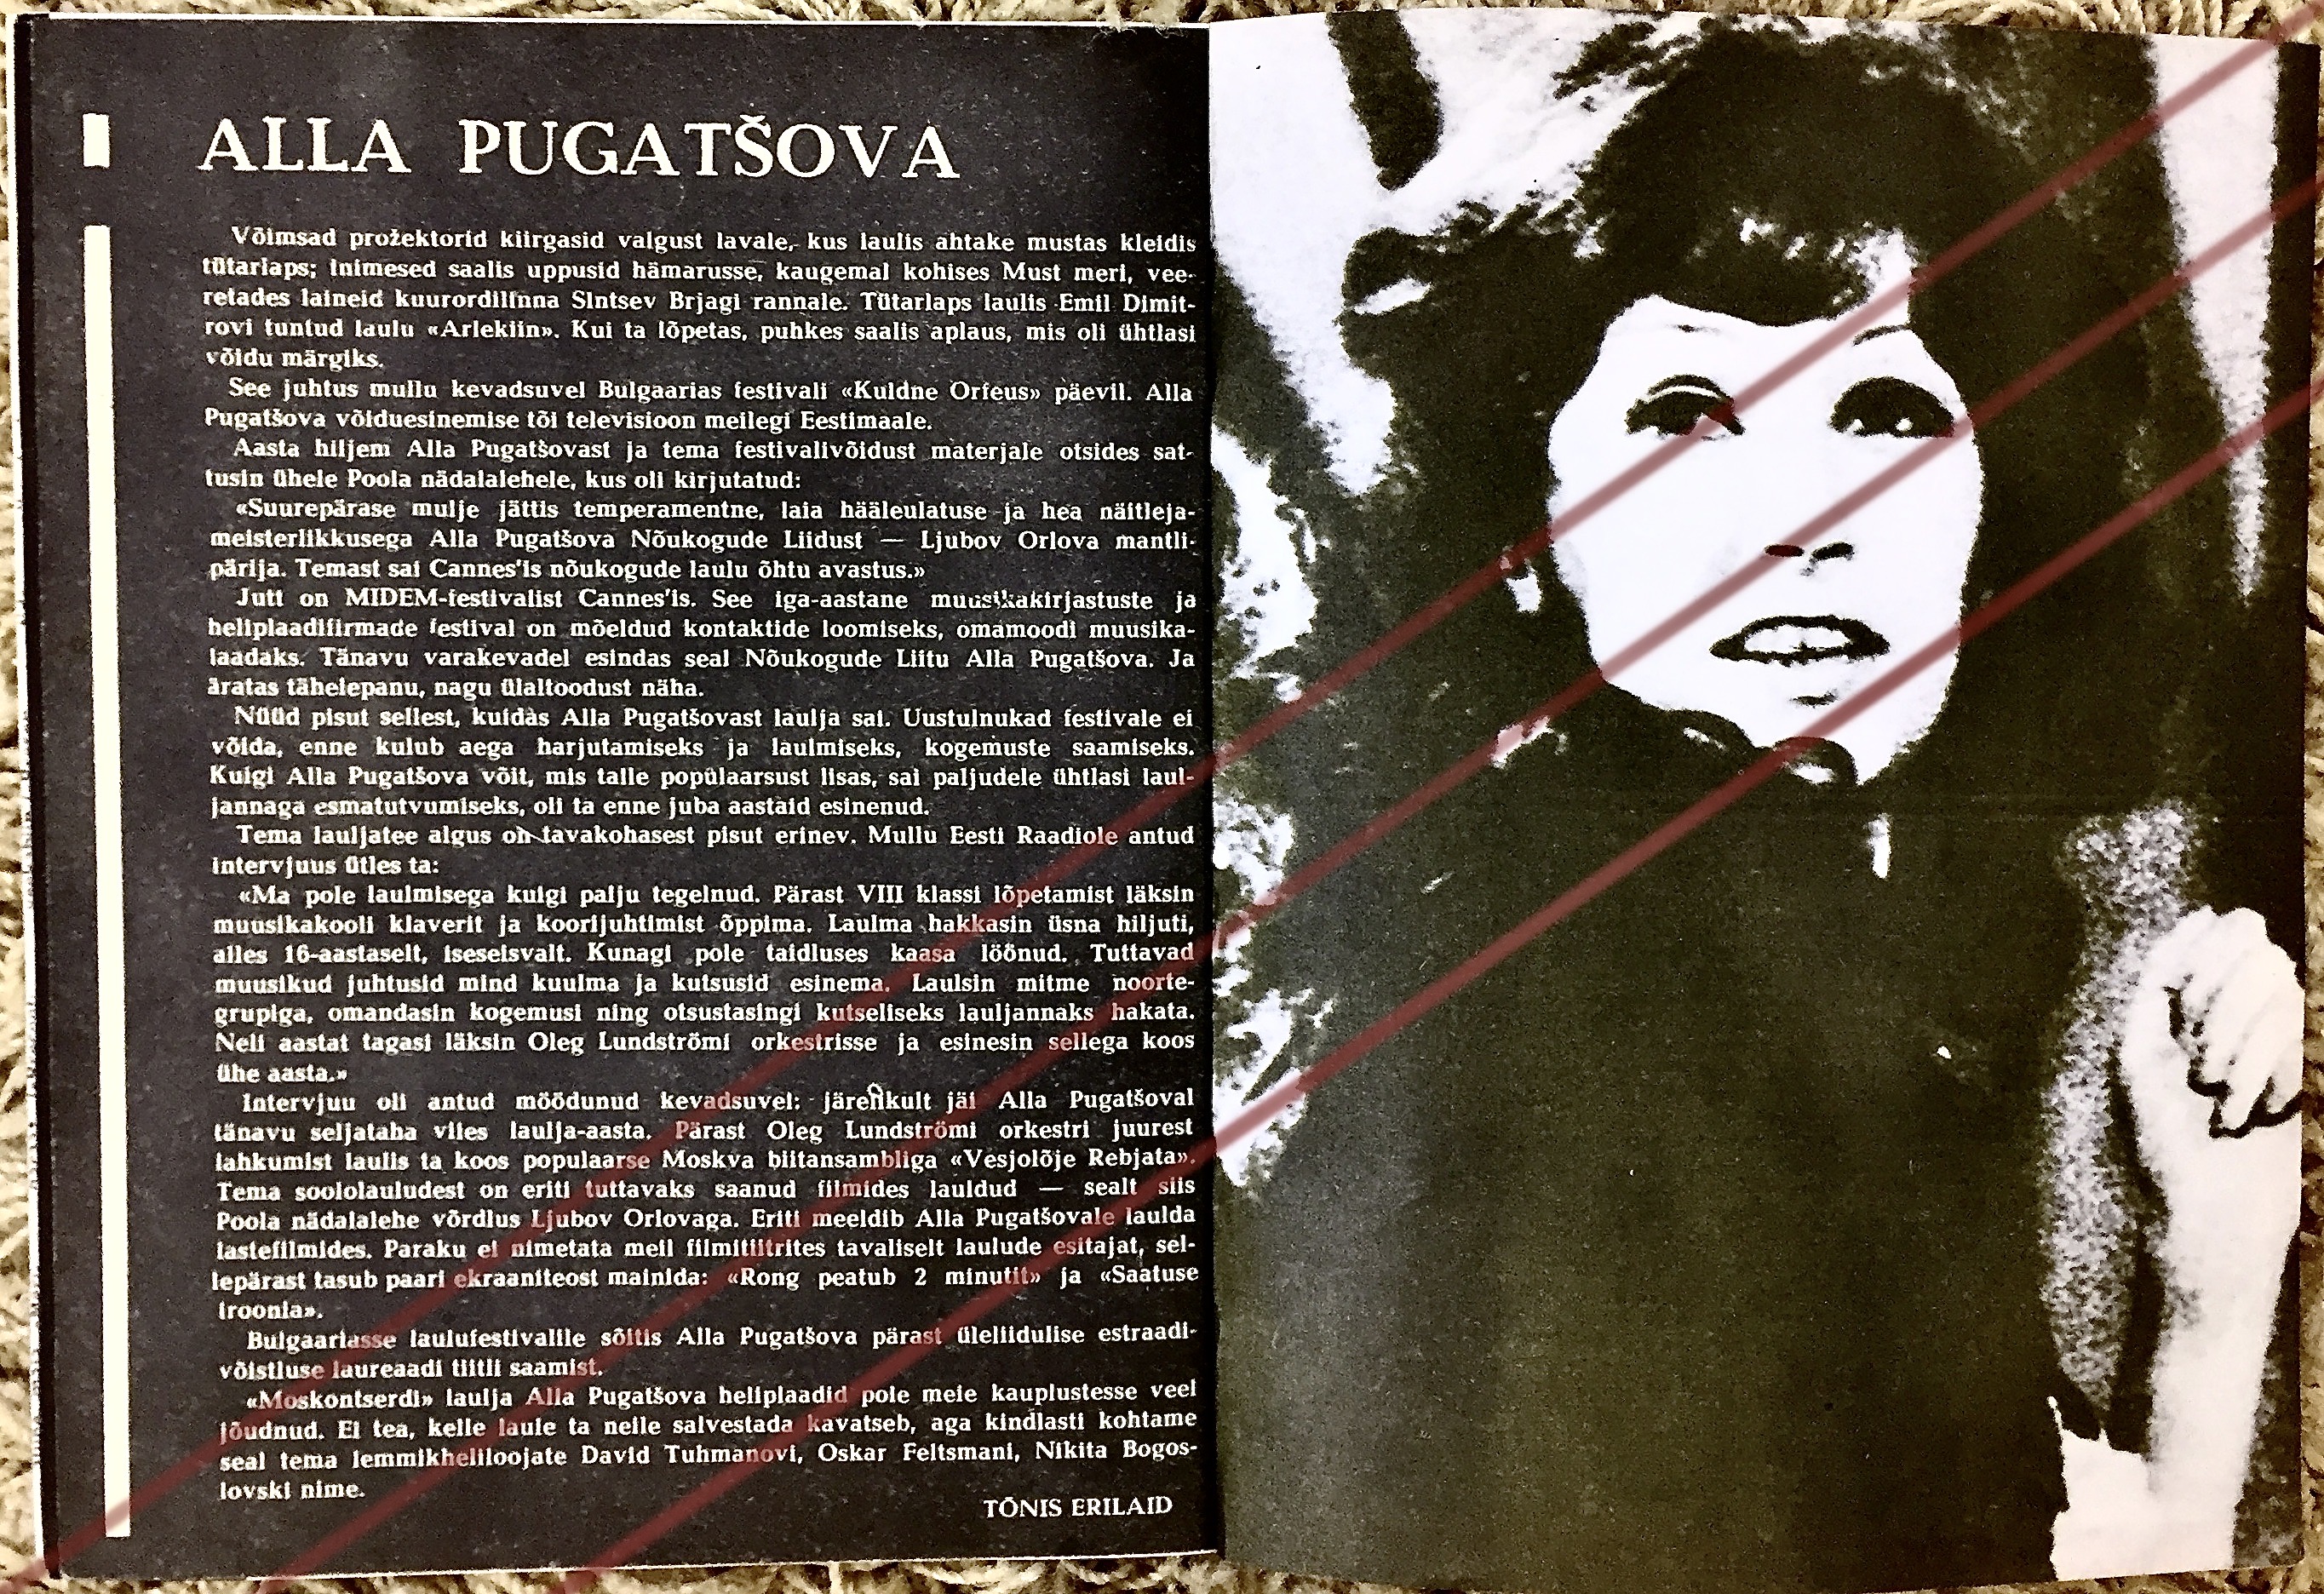 ALLA PUGATŠOVA
Võimsad prožektorid kiirgasid valgust lavale, kus laulis ahtake mustas kleidis
tütarlaps; inimesed saalis uppusid hämarusse, kaugemal kohises Must meri, vee-
retades laineid kuurordilinna Slntsev Brjagi rannale. Tütarlaps laulis Emil Dimit-
rovi tuntud laulu «Arlekiin». Kui ta lõpetas, puhkes saalis aplaus, mis oli ühtlasi
võidu märgiks.
See juhtus mullu kevadsuvel Bulgaarias festivali «Kuldne Orfeus» päevil. Alla
Pugatšova võiduesinemise tõi televisioon meilegi Eestimaale.
Aasta hiljem Alla Pugatšovast ja tema festivalivõidust materjale otsides sat-
tusin ühele Poola nädalalehele, kus oli kirjutatud:
«Suurepärase mulje jättis temperamentne, laia hääleulatuse ja hea näitleja-
meisterlikkusega Alla Pugatšova Nõukogude Liidust — Ljubov Orlova mantli-
pärija. Temast sai Cannes'is nõukogude laulu õhtu avastus.»
Jutt on MIDEM-festivalist Cannes'is. See iga-aastane muusikakirjastuste ja
heliplaadifirmade festival on mõeldud kontaktide loomiseks, omamoodi muusika-
laadaks. Tänavu varakevadel esindas seal Nõukogude Liitu Alla Pugatšova. Ja
äratas tähelepanu, nagu ülaltoodust näha.
Nüüd pisut sellest, kuidas Alla Pugatšovast laulja sai. Uustulnukad festivale ei
võida, enne kulub aega harjutamiseks ja laulmiseks, kogemuste saamiseks.
Kuigi Alla Pugatšova võit, mis talle populaarsust lisas, sai paljudele ühtlasi laul-
jannaga esmatutvumiseks, oli ta enne juba aastaid esinenud.
Tema lauljatee algus on tavakohasest pisut erinev. Mullu Eesti Raadiole antud
intervjuus ütles ta:
«Ma pole laulmisega kuigi palju tegelnud. Pärast VIII klassi lõpetamist läksin
muusikakooli klaverit ja koorijuhtimist õppima. Laulma hakkasin üsna hiljuti,
alles 16-aastaselt, iseseisvalt. Kunagi pole taidluses kaasa löönud. Tuttavad
muusikud juhtusid mind kuulma ja kutsusid esinema. Laulsin mitme noorte-
grupiga, omandasin kogemusi ning otsustasingi kutseliseks lauljannaks hakata.
Neli aastat tagasi läksin Oleg Lundströmi orkestrisse ja esinesin sellega koos
ühe aasta.»
Intervjuu oli antud möödunud kevadsuvel: järelikult jäi Alla Pugatšoval
tänavu seljataha viies laulja-aasta. Pärast Oleg Lundströmi orkestri juurest
lahkumist laulis ta koos populaarse Moskva biitansambliga «Vesjolõje Rebjata».
Tema soololauludest on eriti tuttavaks saanud filmides lauldud — sealt siis
Poola nädalalehe võrdlus Ljubov Orlovaga. Eriti meeldib Alla Pugatšovale laulda
lastefilmides. Paraku ei nimetata meil filmitiitrites tavaliselt laulude esitajat, sel-
lepärast tasub paari ekraaniteost mainida: «Rong peatub 2 minutit» ja «Saatuse
iroonia».
Bulgaariasse laulufestivalile sõitis Alla Pugatšova pärast üleliidulise estraadi-
võistluse laureaadi tiitli saamist.
«Moskontserdi» laulja Alla Pugatšova heliplaadid pole meie kauplustesse veel
jõudnud. Ei tea, kelle laule ta neile salvestada kavatseb, aga kindlasti kohtame
seal tema lemmikheliloojate David Tuhmanovi, Oskar Feltsmani, Nikita Bogos-
lovski nime.
TÕNIS ERILAID